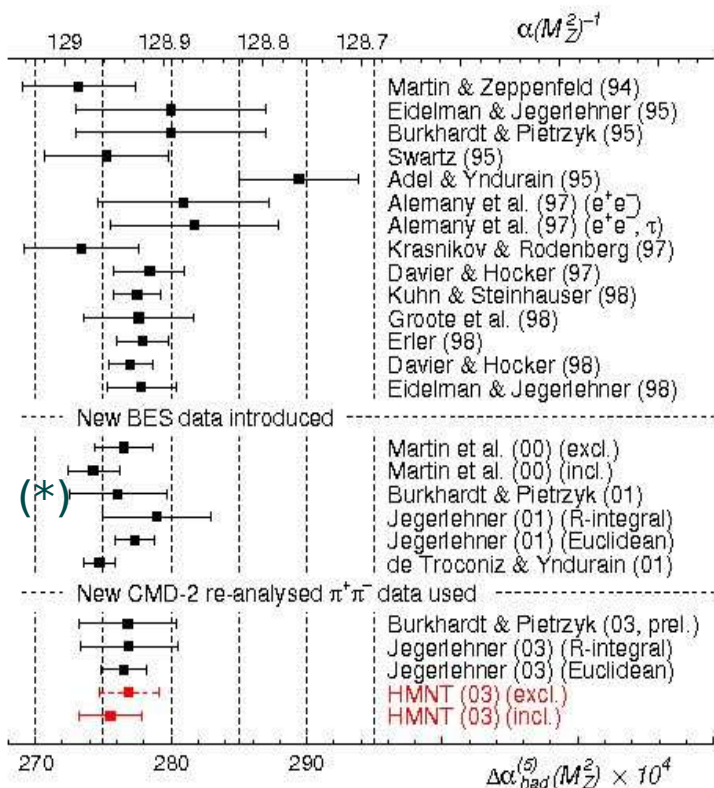 129 128.9 128.8 128.7 α(M_Z^2)^-1
Martin & Zeppenfeld (94)
Eidelman & Jegerlehner (95)
Burkhardt & Pietrzyk (95)
Swartz (95)
Adel & Yndurain (95)
Alemany et al. (97) (e⁺e⁻)
Alemany et al. (97) (e⁺e⁻, τ)
Krasnikov & Rodenberg (97)
Davier & Hocker (97)
Kuhn & Steinhauser (98)
Groote et al. (98)
Erler (98)
Davier & Hocker (98)
Eidelman & Jegerlehner (98)
New BES data introduced
Martin et al. (00) (excl.)
Martin et al. (00) (incl.)
(*) Burkhardt & Pietrzyk (01)
Jegerlehner (01) (R-integral)
Jegerlehner (01) (Euclidean)
de Troconiz & Yndurain (01)
New CMD-2 re-analysed π⁺π⁻ data used
Burkhardt & Pietrzyk (03, prel.)
Jegerlehner (03) (R-integral)
Jegerlehner (03) (Euclidean)
HMNT (03) (excl.)
HMNT (03) (incl.)
270 280 290 Δα_had^(5)(M_Z^2) × 10^4